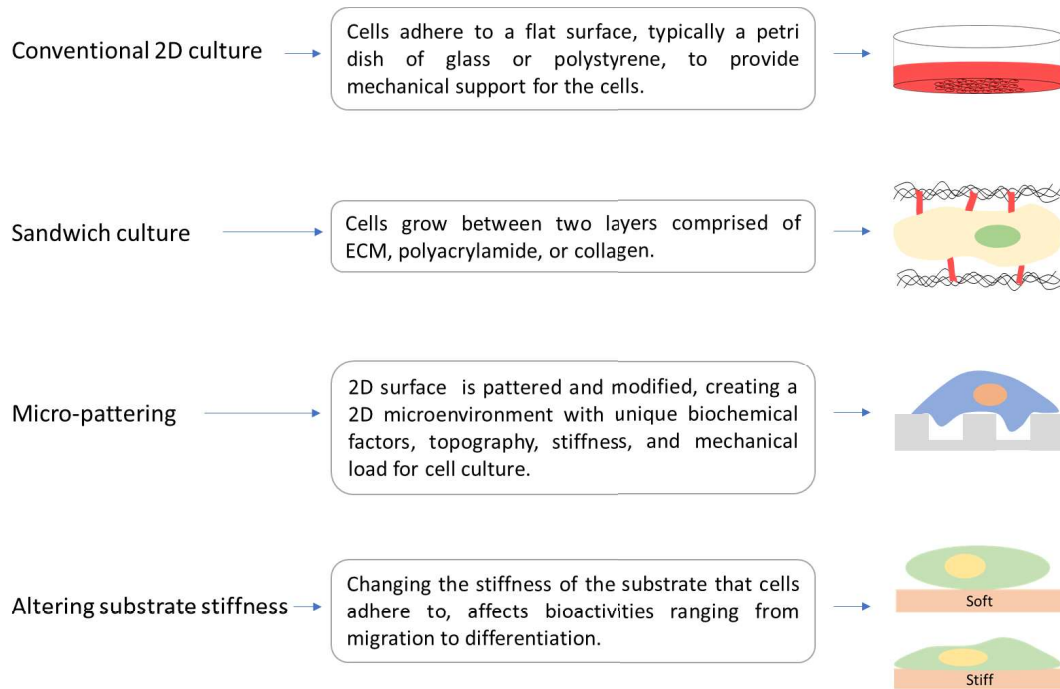 Conventional 2D culture
Cells adhere to a flat surface, typically a petri
dish of glass or polystyrene, to provide
mechanical support for the cells.
Sandwich culture
Cells grow between two layers comprised of
ECM, polyacrylamide, or collagen.
Micro-pattering
2D surface is pattered and modified, creating a
2D microenvironment with unique biochemical
factors, topography, stiffness, and mechanical
load for cell culture.
Altering substrate stiffness
Changing the stiffness of the substrate that cells
adhere to, affects bioactivities ranging from
migration to differentiation.
Soft
Stiff